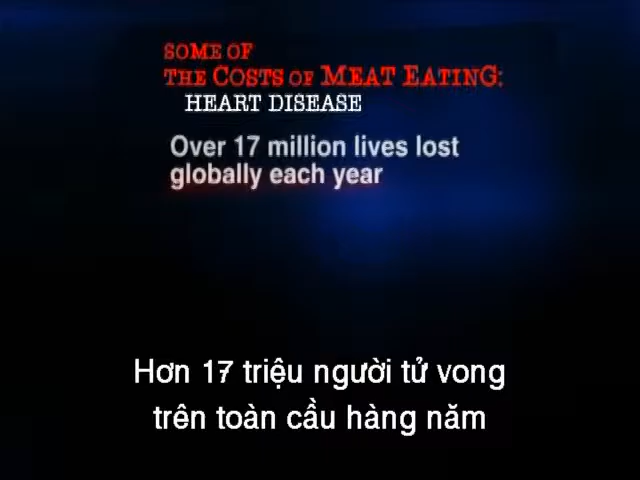 SOME OF
THE COSTS OF MEAT EATING:
HEART DISEASE
Over 17 million lives lost
globally each year
Hơn 17 triệu người tử vong
trên toàn cầu hàng năm